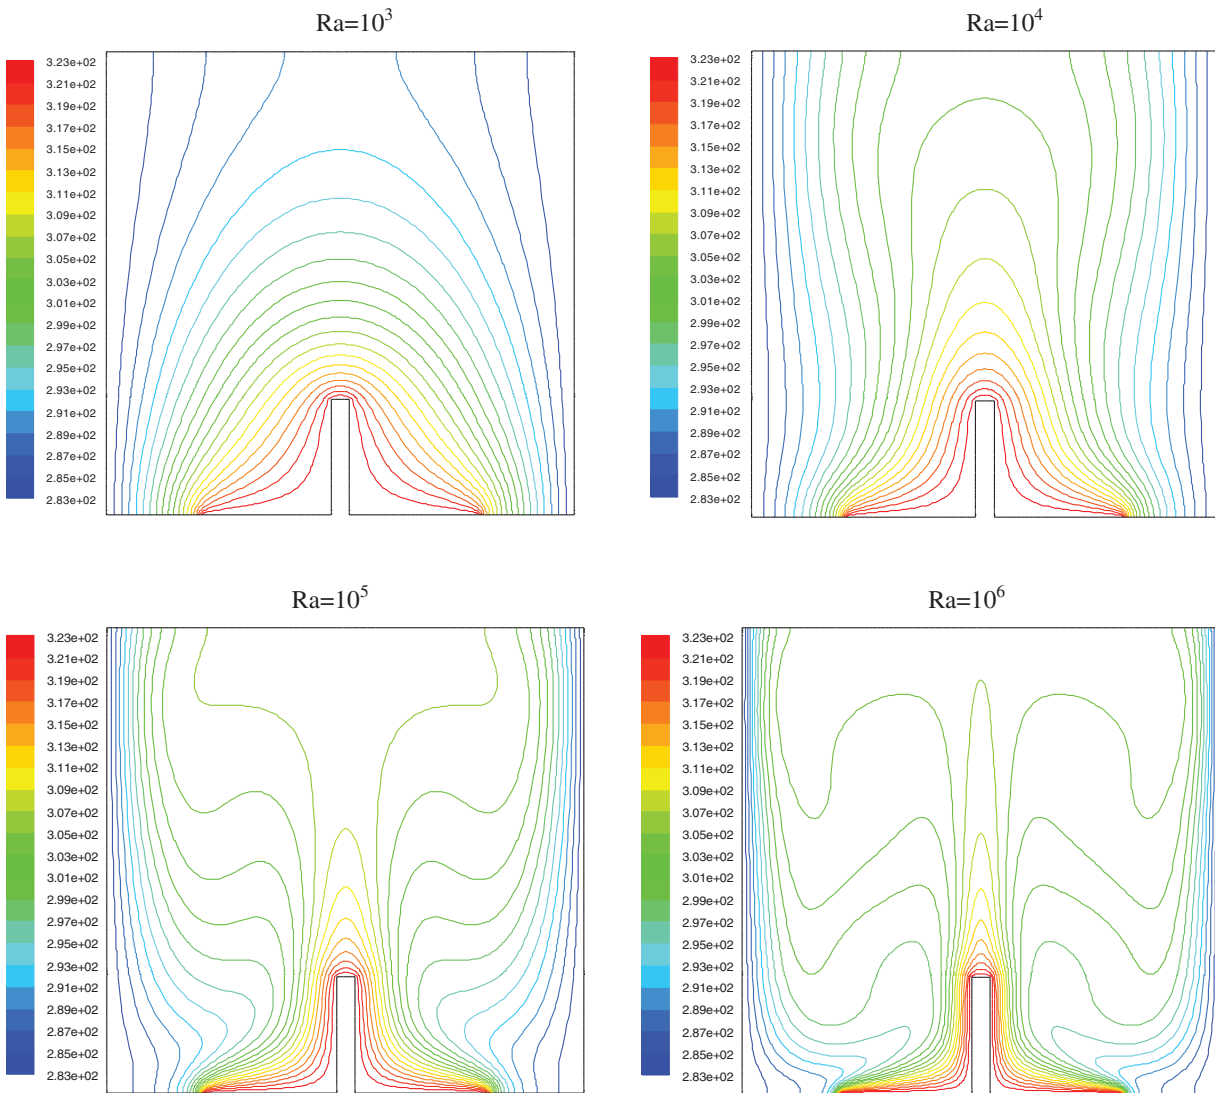 Ra=10³
Ra=10⁴
3.23e+02
3.21e+02
3.19e+02
3.17e+02
3.15e+02
3.13e+02
3.11e+02
3.09e+02
3.07e+02
3.05e+02
3.03e+02
3.01e+02
2.99e+02
2.97e+02
2.95e+02
2.93e+02
2.91e+02
2.89e+02
2.87e+02
2.85e+02
2.83e+02
3.23e+02
3.21e+02
3.19e+02
3.17e+02
3.15e+02
3.13e+02
3.11e+02
3.09e+02
3.07e+02
3.05e+02
3.03e+02
3.01e+02
2.99e+02
2.97e+02
2.95e+02
2.93e+02
2.91e+02
2.89e+02
2.87e+02
2.85e+02
2.83e+02
Ra=10⁵
Ra=10⁶
3.23e+02
3.21e+02
3.19e+02
3.17e+02
3.15e+02
3.13e+02
3.11e+02
3.09e+02
3.07e+02
3.05e+02
3.03e+02
3.01e+02
2.99e+02
2.97e+02
2.95e+02
2.93e+02
2.91e+02
2.89e+02
2.87e+02
2.85e+02
2.83e+02
3.23e+02
3.21e+02
3.19e+02
3.17e+02
3.15e+02
3.13e+02
3.11e+02
3.09e+02
3.07e+02
3.05e+02
3.03e+02
3.01e+02
2.99e+02
2.97e+02
2.95e+02
2.93e+02
2.91e+02
2.89e+02
2.87e+02
2.85e+02
2.83e+02